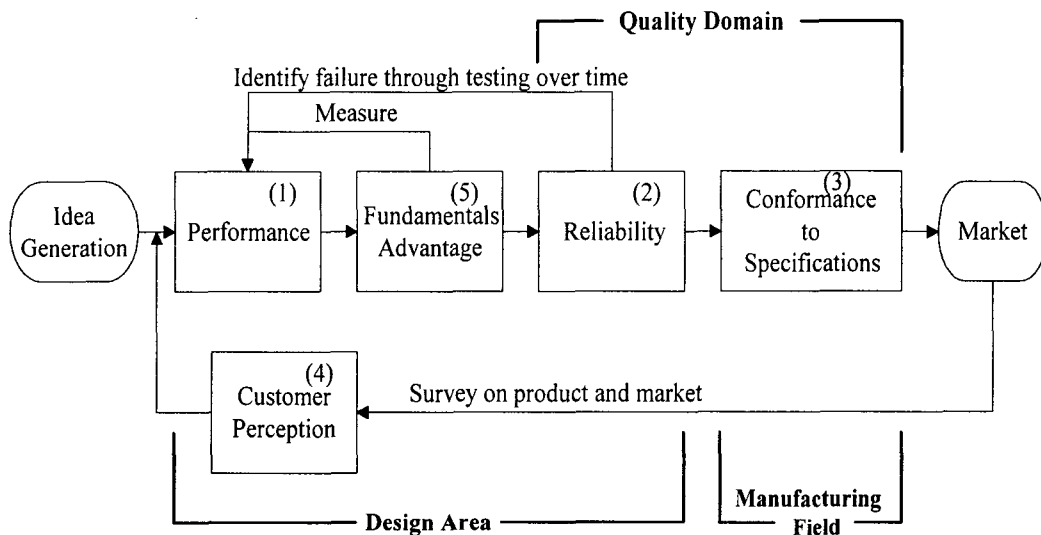 Quality Domain
Identify failure through testing over time
Measure
Idea
Generation
(1)
Performance
(5)
Fundamentals
Advantage
(2)
Reliability
(3)
Conformance
to
Specifications
Market
(4)
Customer
Perception
Survey on product and market
Design Area
Manufacturing
Field